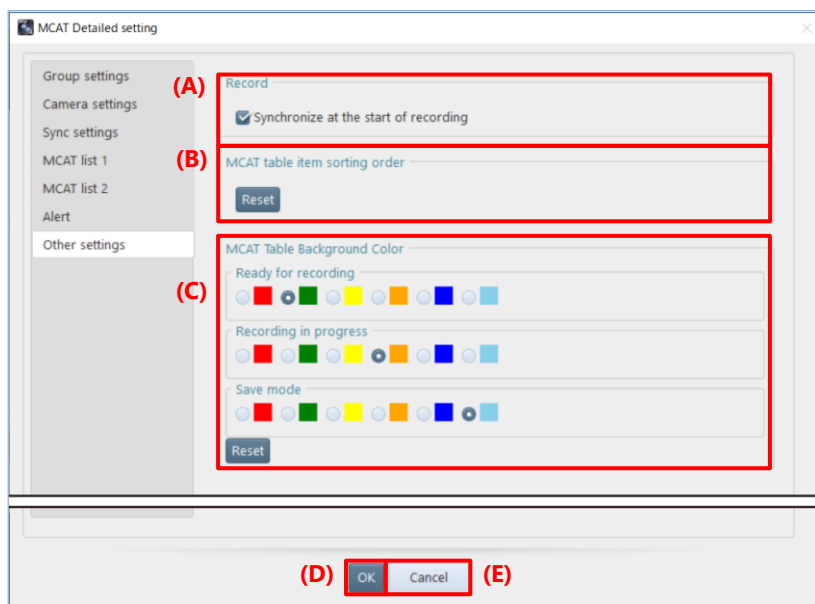 MCAT Detailed setting
Group settings
Camera settings
Sync settings
MCAT list 1
MCAT list 2
Alert
Other settings
(A)
Record
Synchronize at the start of recording
(B)
MCAT table item sorting order
Reset
(C)
MCAT Table Background Color
Ready for recording
Recording in progress
Save mode
Reset
(D) OK Cancel (E)